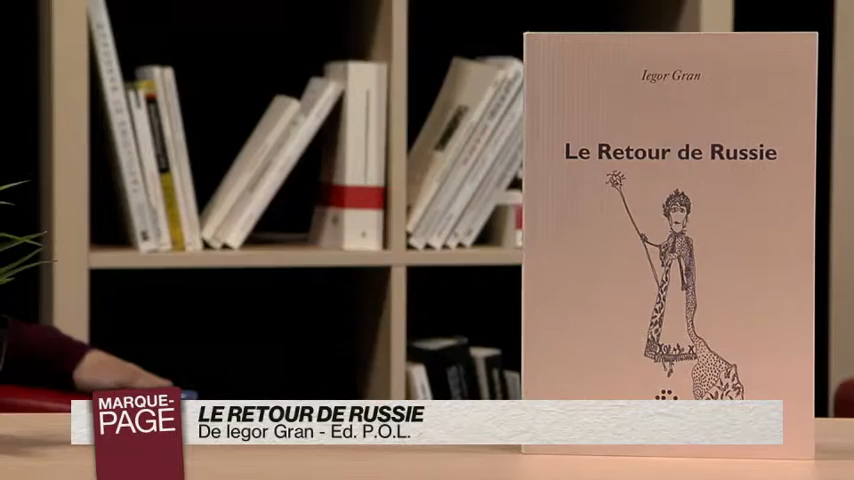 Iegor Gran
Le Retour de Russie
MARQUE-
PAGE
LE RETOUR DE RUSSIE
De Iegor Gran - Ed. P.O.L.